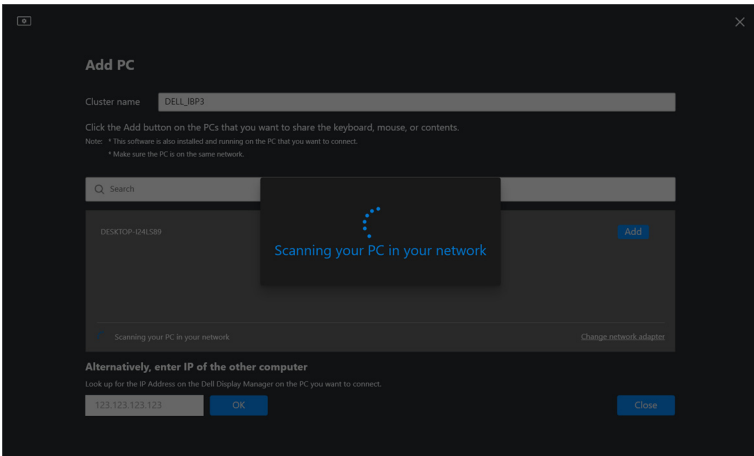 Add PC
Cluster name DELL_IBP3
Click the Add button on the PCs that you want to share the keyboard, mouse, or contents.
Note: * This software is also installed and running on the PC that you want to connect.
* Make sure the PC is on the same network.
Search
DESKTOP-I24LS89 Add
Scanning your PC in your network
Scanning your PC in your network Change network adapter
Alternatively, enter IP of the other computer
Look up for the IP Address on the Dell Display Manager on the PC you want to connect.
123.123.123.123 OK Close